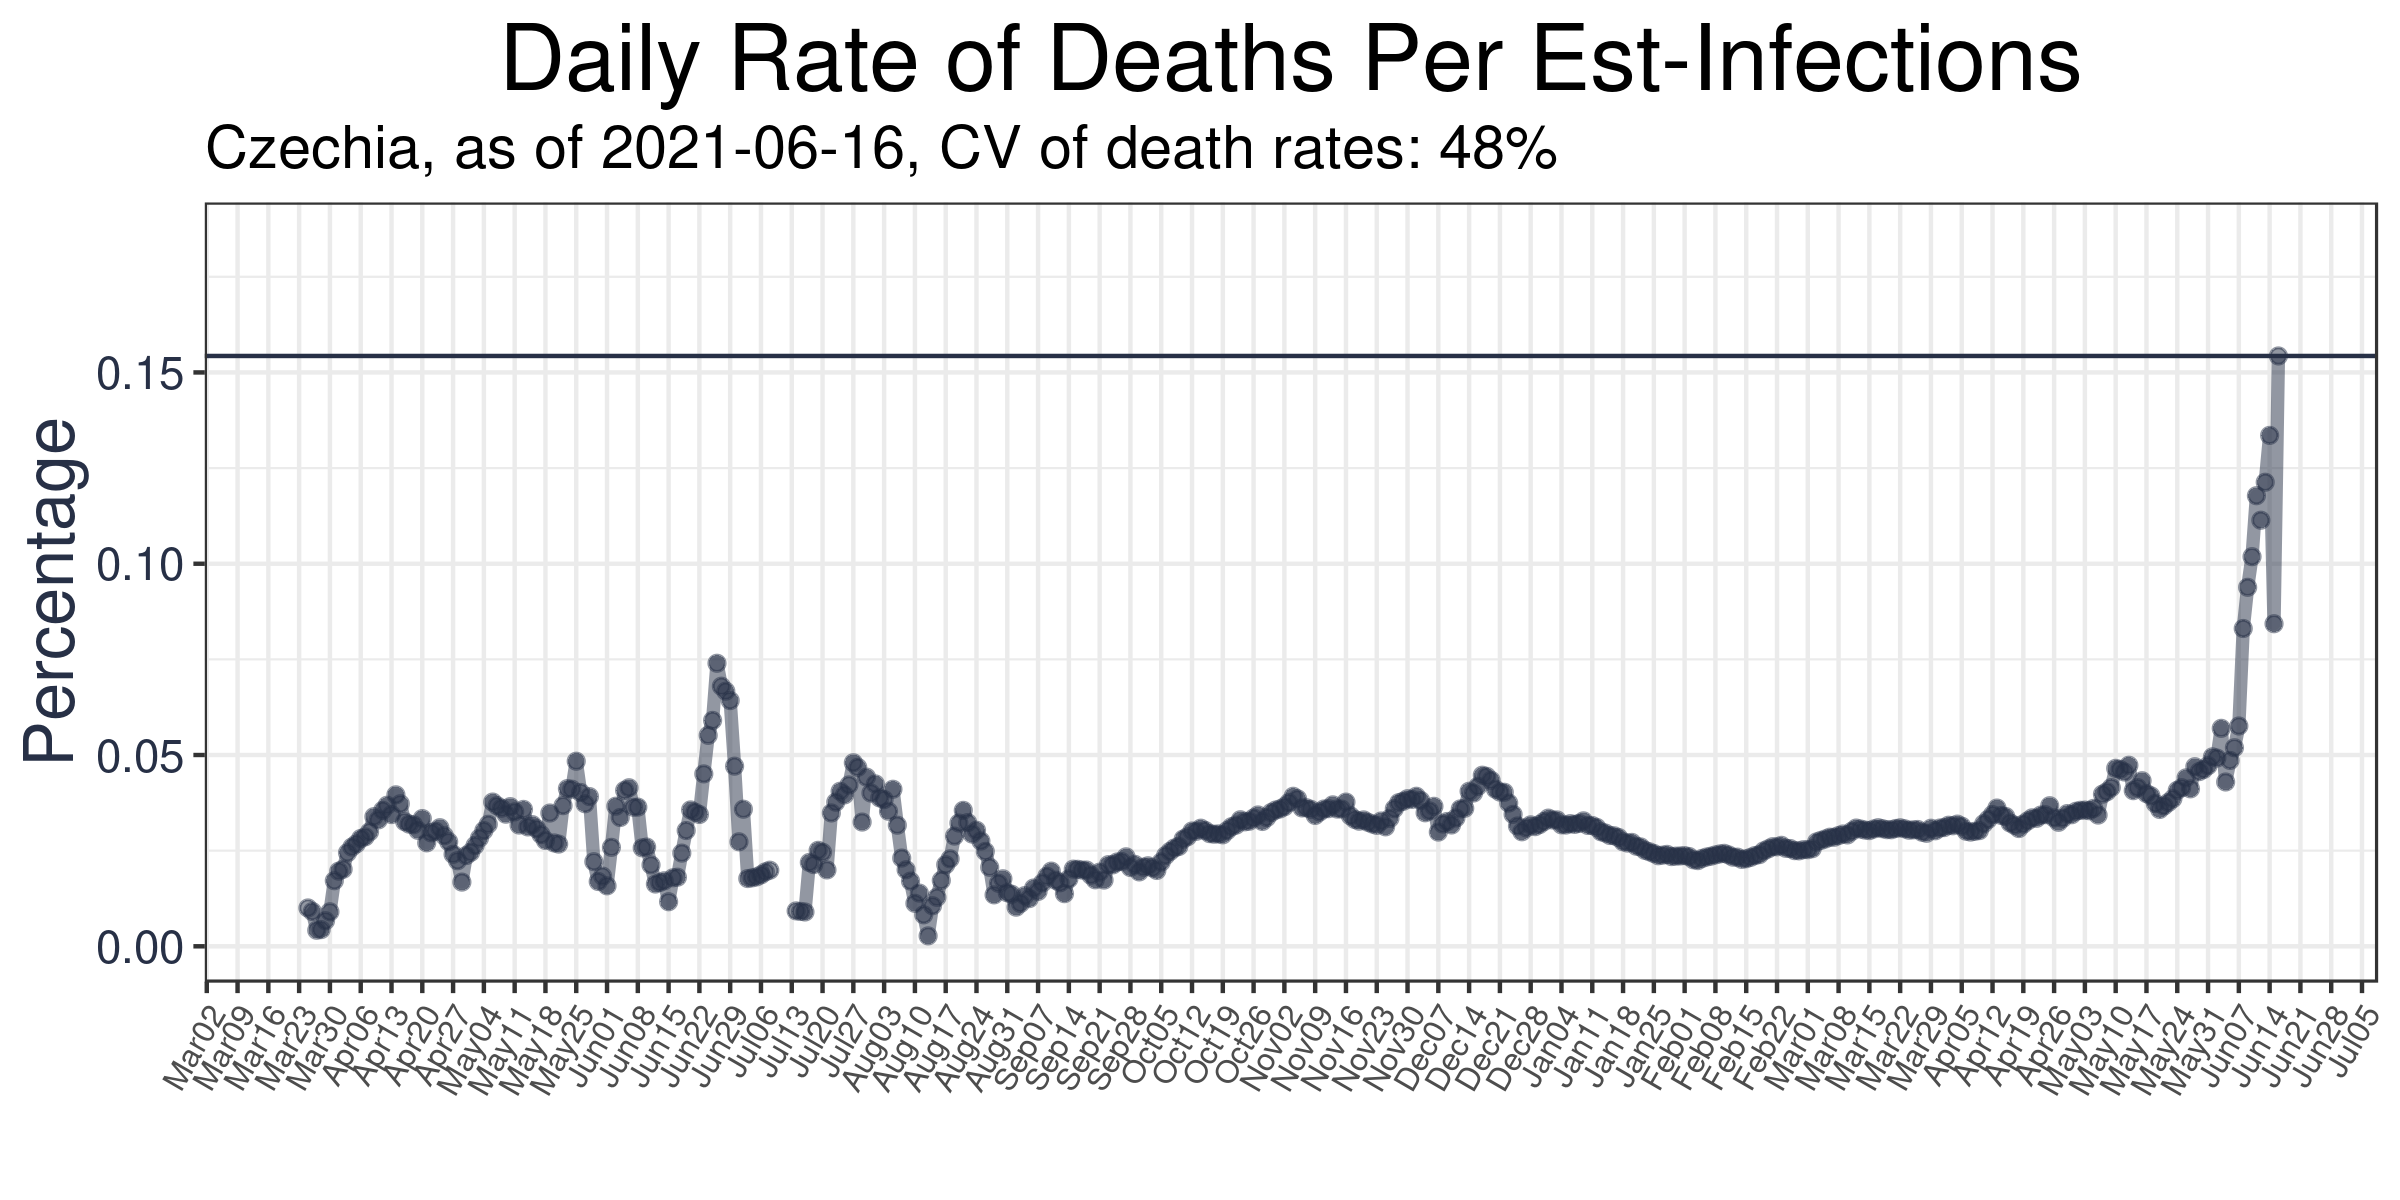 Daily Rate of Deaths Per Est-Infections
Czechia, as of 2021-06-16, CV of death rates: 48%
Percentage
0.15
0.10
0.05
0.00
Mar02
Mar09
Mar16
Mar23
Mar30
Apr06
Apr13
Apr20
Apr27
May04
May11
May18
May25
Jun01
Jun08
Jun15
Jun22
Jun29
Jul06
Jul13
Jul20
Jul27
Aug03
Aug10
Aug17
Aug24
Aug31
Sep07
Sep14
Sep21
Sep28
Oct05
Oct12
Oct19
Oct26
Nov02
Nov09
Nov16
Nov23
Nov30
Dec07
Dec14
Dec21
Dec28
Jan04
Jan11
Jan18
Jan25
Feb01
Feb08
Feb15
Feb22
Mar01
Mar08
Mar15
Mar22
Mar29
Apr05
Apr12
Apr19
Apr26
May03
May10
May17
May24
May31
Jun07
Jun14
Jun21
Jun28
Jul05